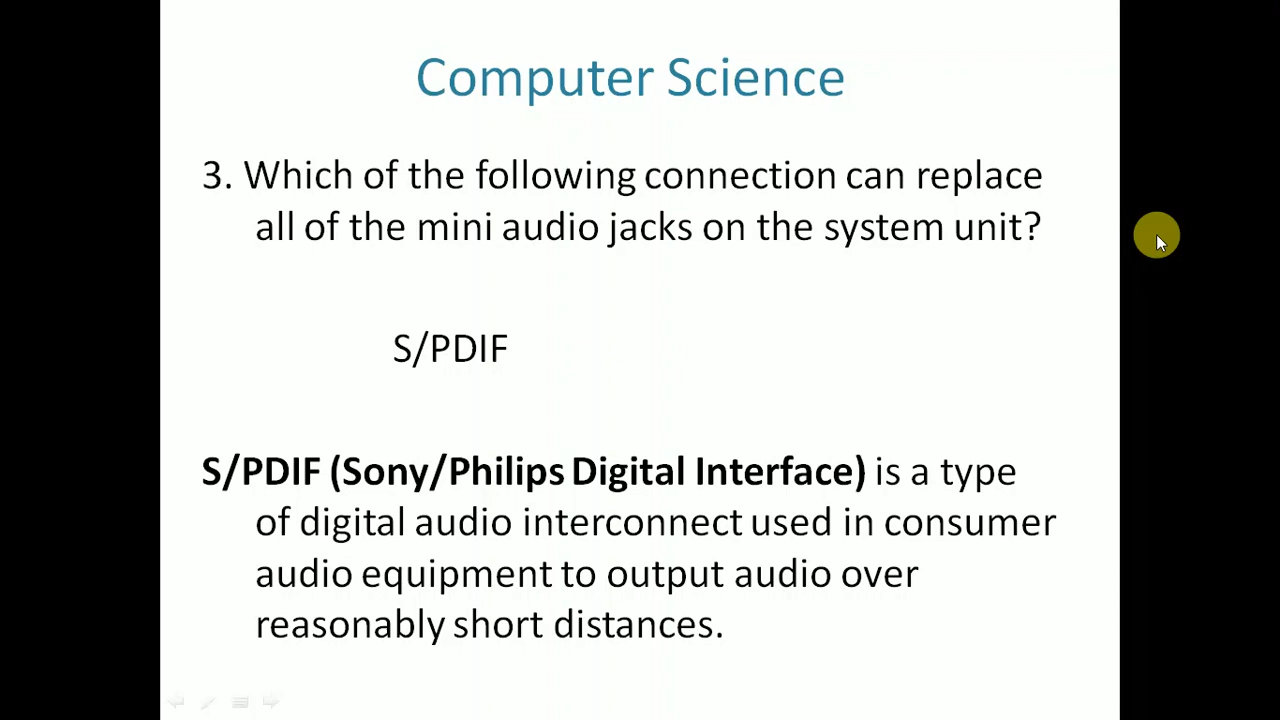 Computer Science
3. Which of the following connection can replace
all of the mini audio jacks on the system unit?
S/PDIF
S/PDIF (Sony/Philips Digital Interface) is a type
of digital audio interconnect used in consumer
audio equipment to output audio over
reasonably short distances.